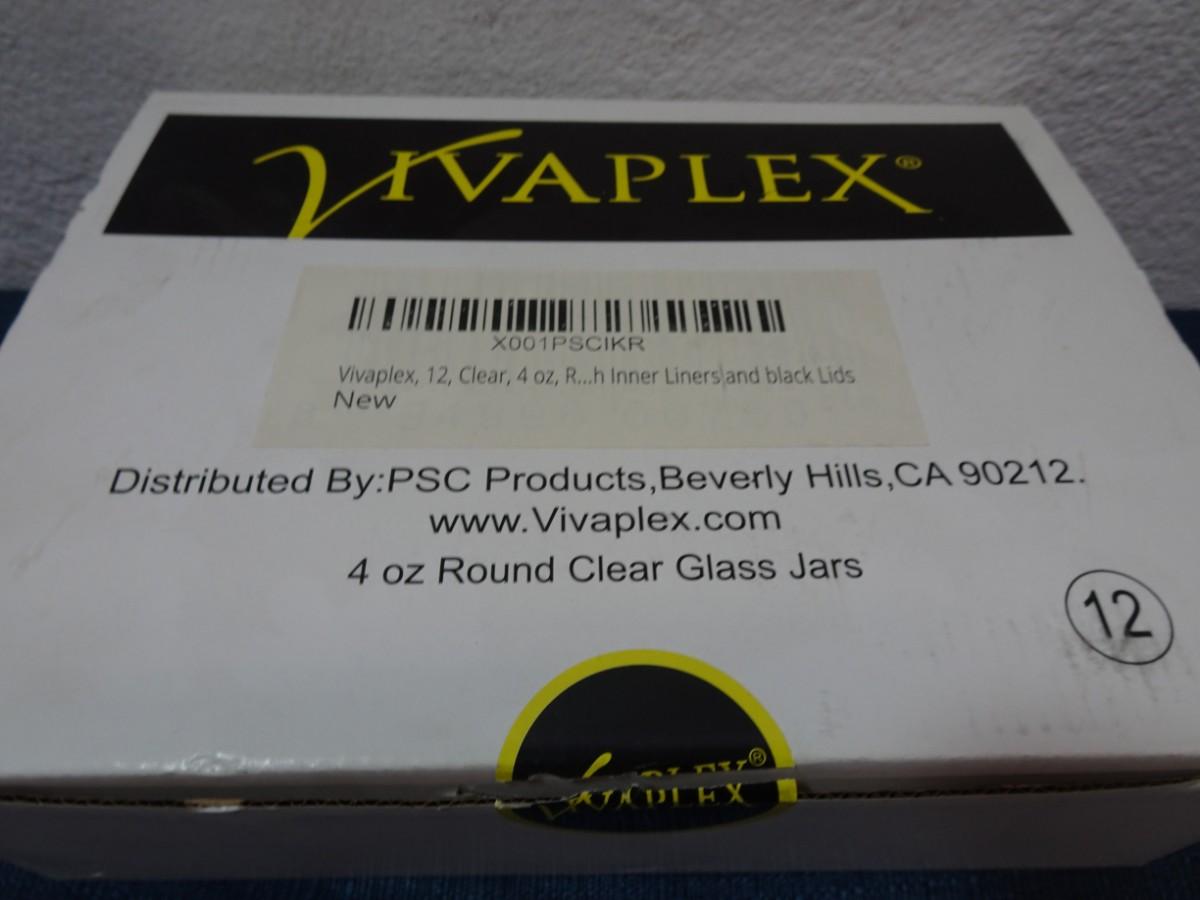 VIVAPLEX®
X001PSCIKR
Vivaplex, 12, Clear, 4 oz, R...h Inner Liners and black Lids
New
Distributed By:PSC Products,Beverly Hills,CA 90212.
www.Vivaplex.com
4 oz Round Clear Glass Jars
12
VIVAPLEX®